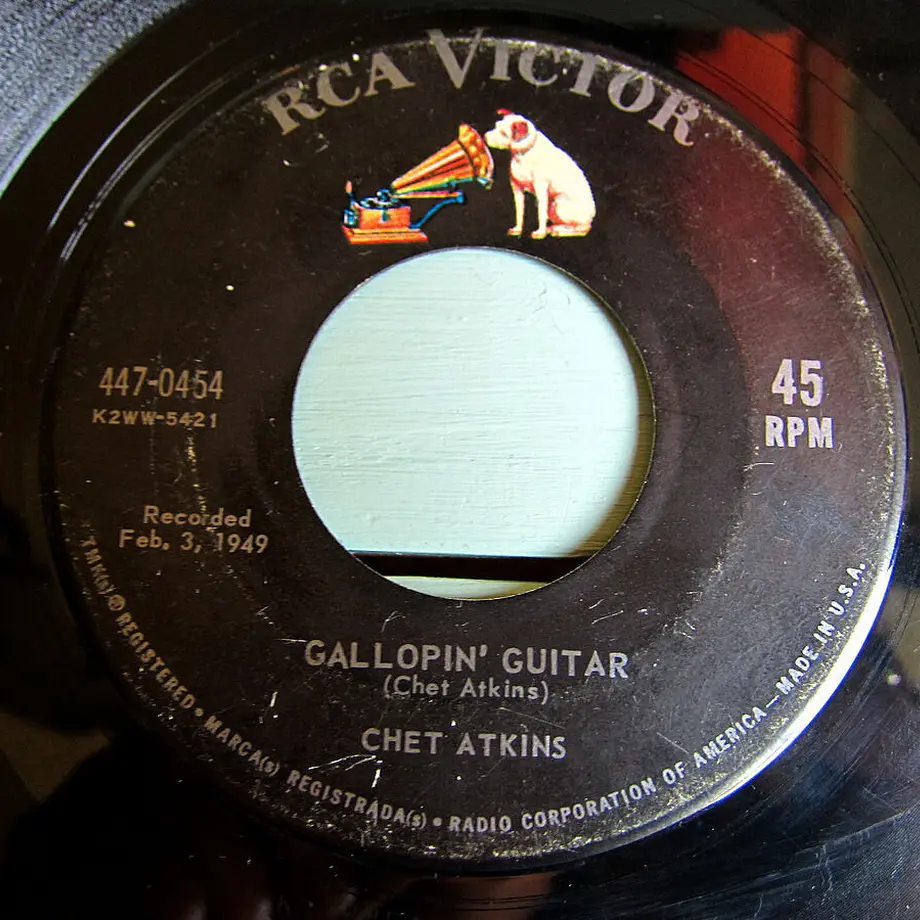 RCA VICTOR
447-0454
K2WW-5421
45
RPM
Recorded
Feb. 3, 1949
GALLOPIN' GUITAR
(Chet Atkins)
CHET ATKINS
TMK(s) ® REGISTERED • MARCA(s) REGISTRADA(s) • RADIO CORPORATION OF AMERICA—MADE IN U.S.A.